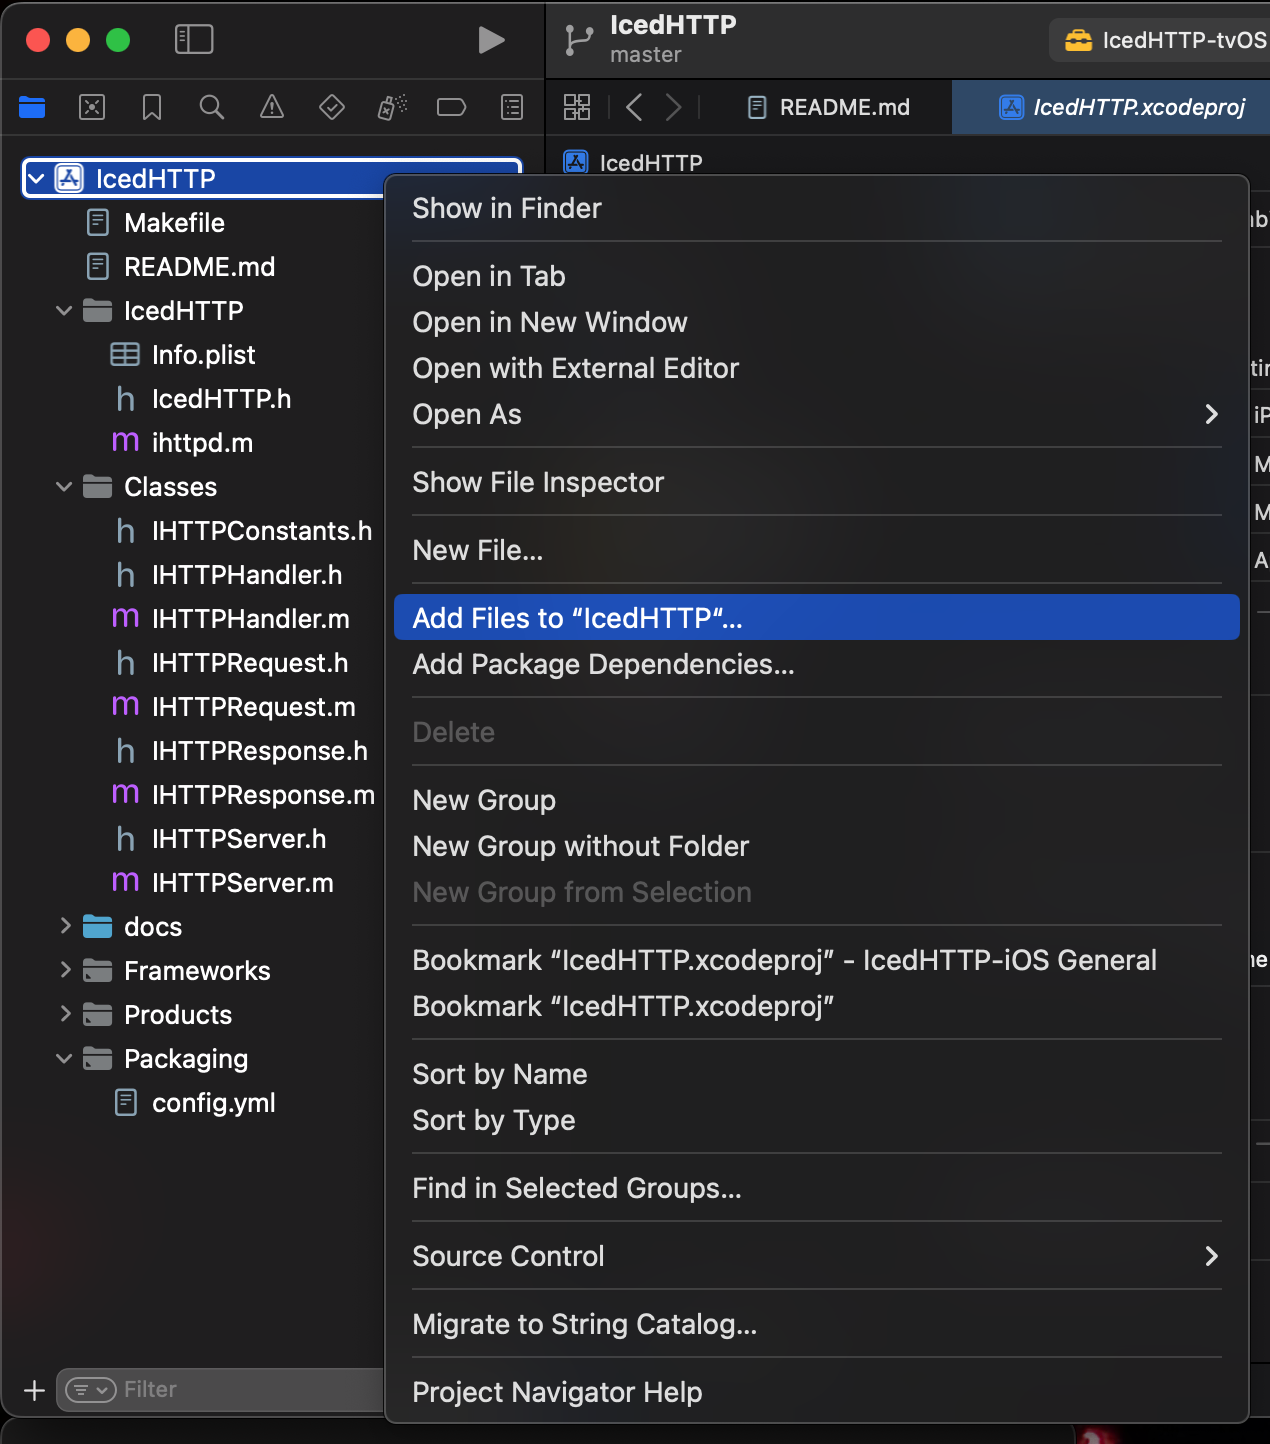 IcedHTTP
master
IcedHTTP-tvOS
README.md
IcedHTTP.xcodeproj
IcedHTTP
IcedHTTP
Makefile
README.md
IcedHTTP
Info.plist
h IcedHTTP.h
m ihttpd.m
Classes
h IHTTPConstants.h
h IHTTPHandler.h
m IHTTPHandler.m
h IHTTPRequest.h
m IHTTPRequest.m
h IHTTPResponse.h
m IHTTPResponse.m
h IHTTPServer.h
m IHTTPServer.m
docs
Frameworks
Products
Packaging
config.yml
Filter
Show in Finder
Open in Tab
Open in New Window
Open with External Editor
Open As
Show File Inspector
New File...
Add Files to “IcedHTTP“...
Add Package Dependencies...
Delete
New Group
New Group without Folder
New Group from Selection
Bookmark “IcedHTTP.xcodeproj” - IcedHTTP-iOS General
Bookmark “IcedHTTP.xcodeproj”
Sort by Name
Sort by Type
Find in Selected Groups...
Source Control
Migrate to String Catalog...
Project Navigator Help